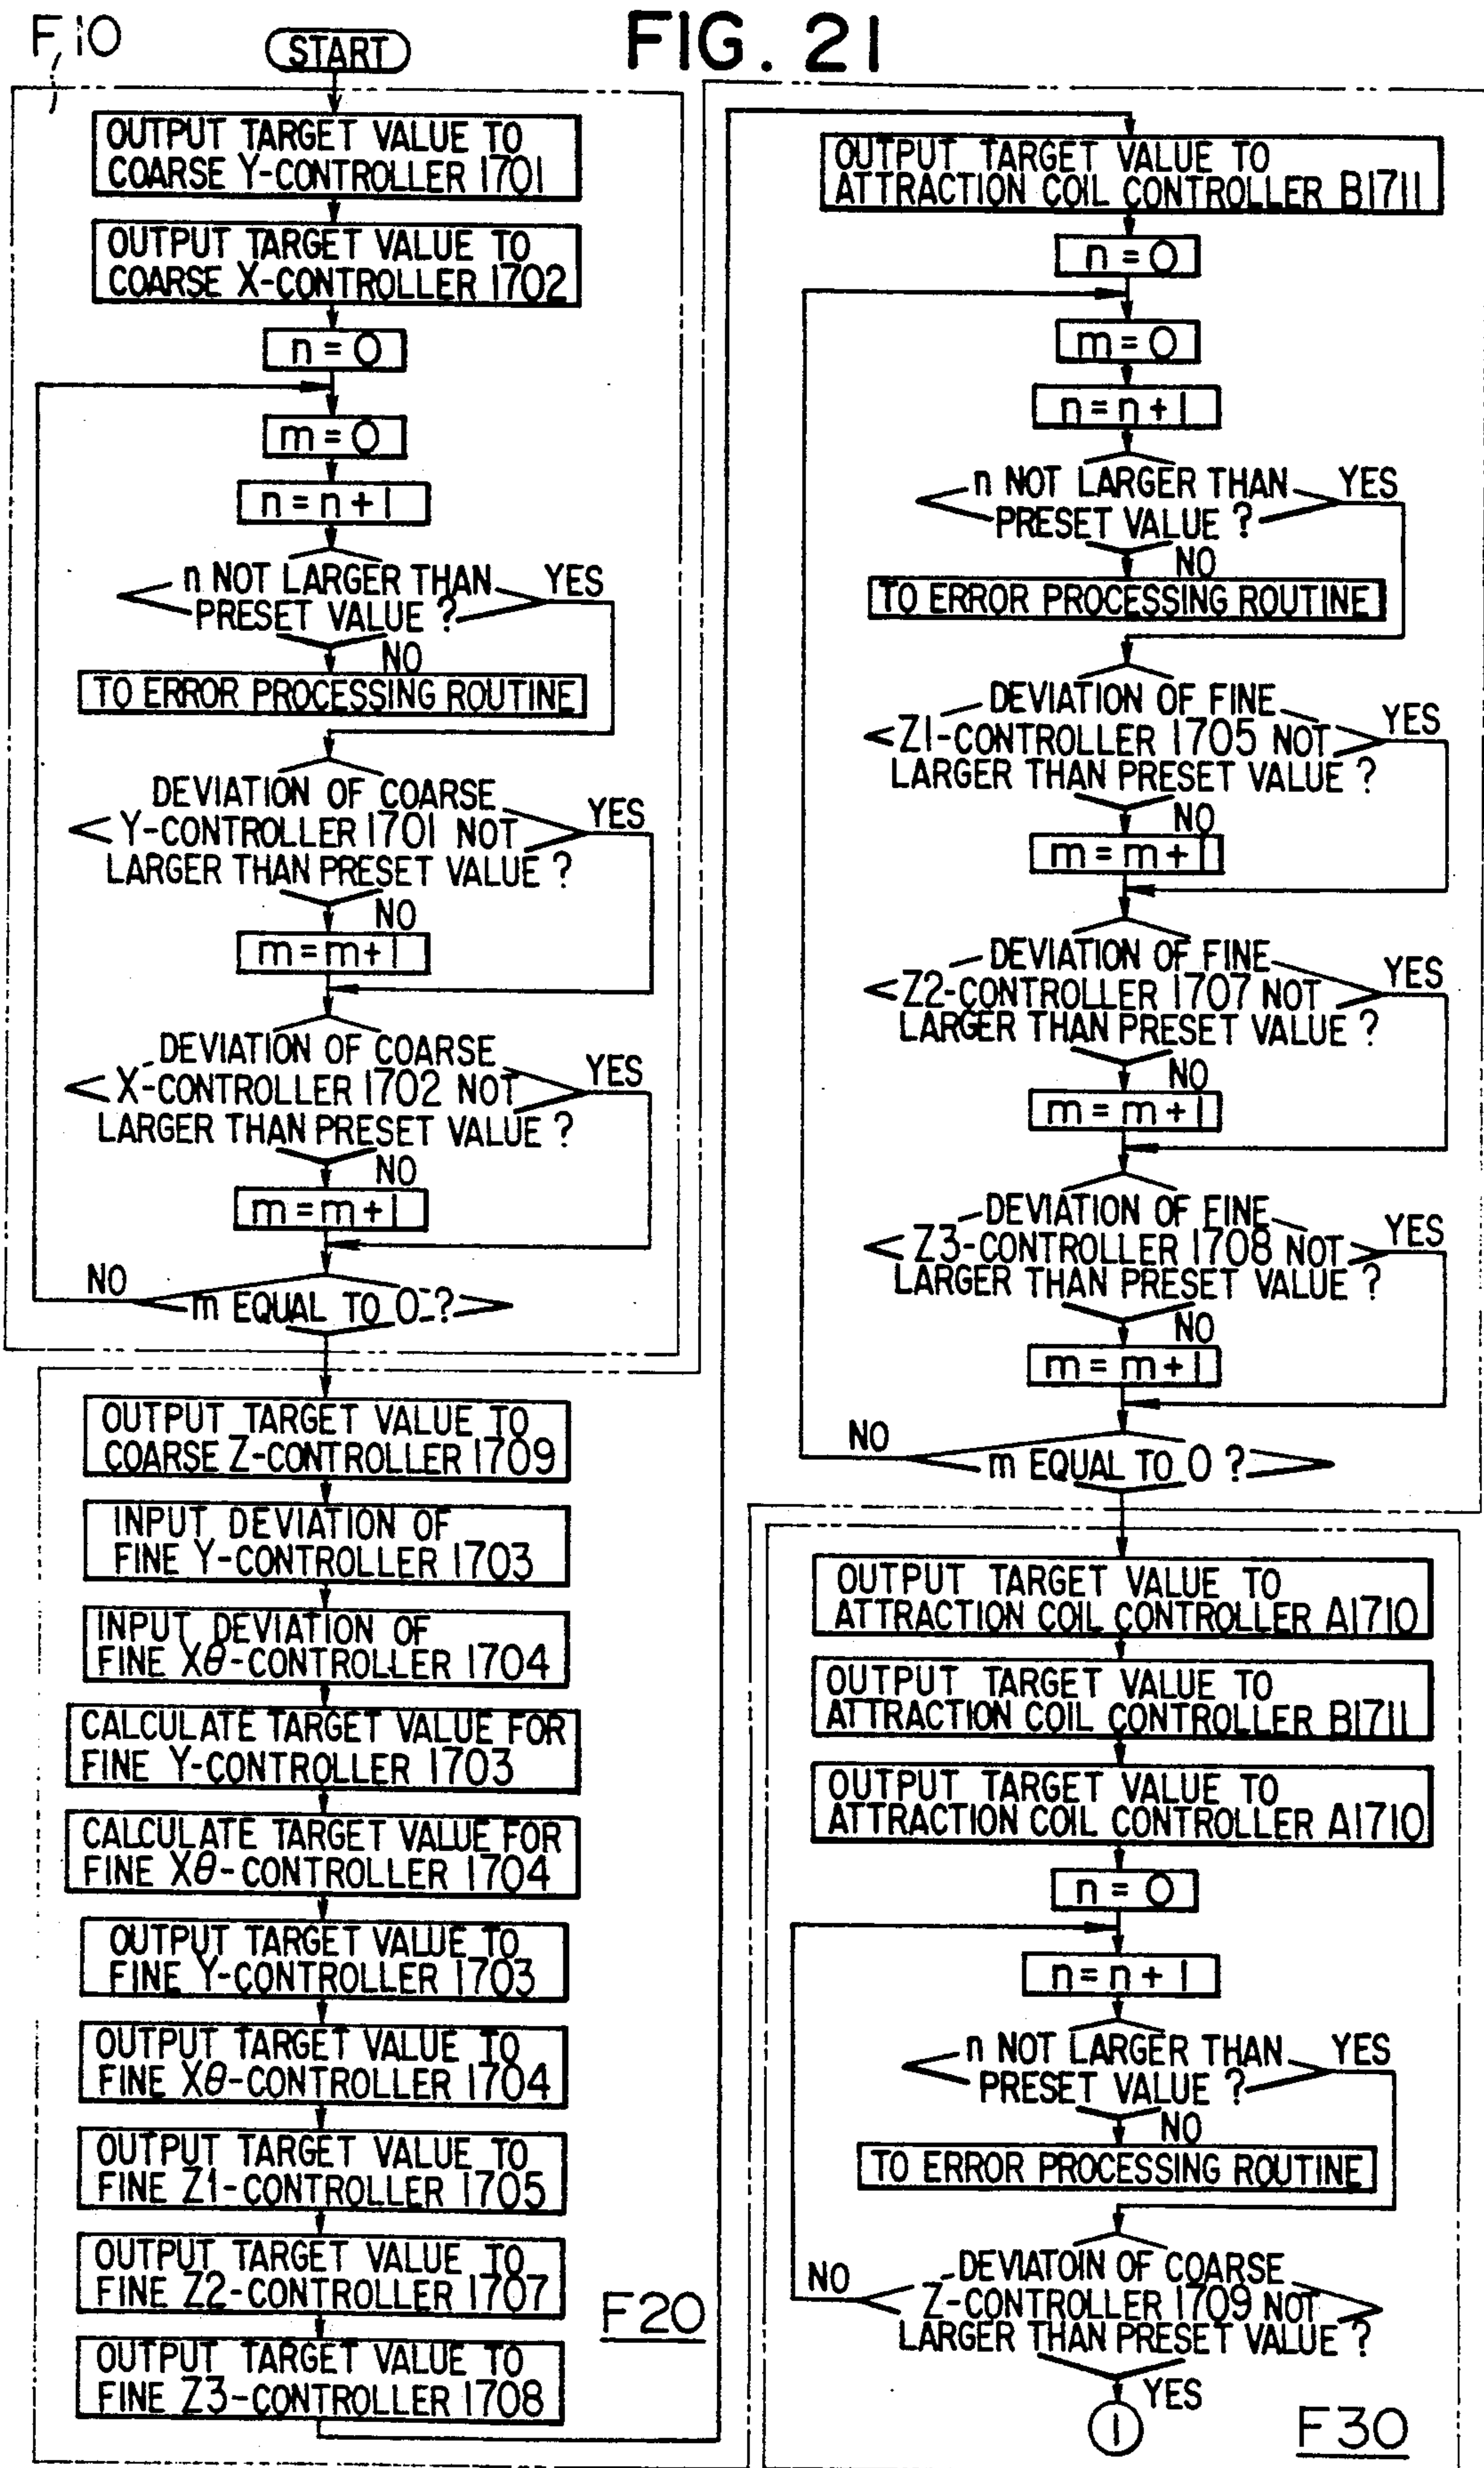 F10
START
FIG. 21
OUTPUT TARGET VALUE TO
COARSE Y-CONTROLLER 1701
OUTPUT TARGET VALUE TO
COARSE X-CONTROLLER 1702
n = 0
m = 0
n = n + 1
n NOT LARGER THAN
PRESET VALUE ?
YES
NO
TO ERROR PROCESSING ROUTINE
DEVIATION OF COARSE
Y-CONTROLLER 1701 NOT
LARGER THAN PRESET VALUE ?
YES
NO
m = m + 1
DEVIATION OF COARSE
X-CONTROLLER 1702 NOT
LARGER THAN PRESET VALUE ?
YES
NO
m = m + 1
NO
m EQUAL TO 0 ?
OUTPUT TARGET VALUE TO
COARSE Z-CONTROLLER 1709
INPUT DEVIATION OF
FINE Y-CONTROLLER 1703
INPUT DEVIATION OF
FINE Xθ-CONTROLLER 1704
CALCULATE TARGET VALUE FOR
FINE Y-CONTROLLER 1703
CALCULATE TARGET VALUE FOR
FINE Xθ-CONTROLLER 1704
OUTPUT TARGET VALUE TO
FINE Y-CONTROLLER 1703
OUTPUT TARGET VALUE TO
FINE Xθ-CONTROLLER 1704
OUTPUT TARGET VALUE TO
FINE Z1-CONTROLLER 1705
OUTPUT TARGET VALUE TO
FINE Z2-CONTROLLER 1707
OUTPUT TARGET VALUE TO
FINE Z3-CONTROLLER 1708
F20
OUTPUT TARGET VALUE TO
ATTRACTION COIL CONTROLLER B1711
n = 0
m = 0
n = n + 1
n NOT LARGER THAN
PRESET VALUE ?
YES
NO
TO ERROR PROCESSING ROUTINE
DEVIATION OF FINE
Z1-CONTROLLER 1705 NOT
LARGER THAN PRESET VALUE ?
YES
NO
m = m + 1
DEVIATION OF FINE
Z2-CONTROLLER 1707 NOT
LARGER THAN PRESET VALUE ?
YES
NO
m = m + 1
DEVIATION OF FINE
Z3-CONTROLLER 1708 NOT
LARGER THAN PRESET VALUE ?
YES
NO
m = m + 1
NO
m EQUAL TO 0 ?
OUTPUT TARGET VALUE TO
ATTRACTION COIL CONTROLLER A1710
OUTPUT TARGET VALUE TO
ATTRACTION COIL CONTROLLER B1711
OUTPUT TARGET VALUE TO
ATTRACTION COIL CONTROLLER A1710
n = 0
n = n + 1
n NOT LARGER THAN
PRESET VALUE ?
YES
NO
TO ERROR PROCESSING ROUTINE
NO
DEVIATOIN OF COARSE
Z-CONTROLLER 1709 NOT
LARGER THAN PRESET VALUE ?
YES
1
F30